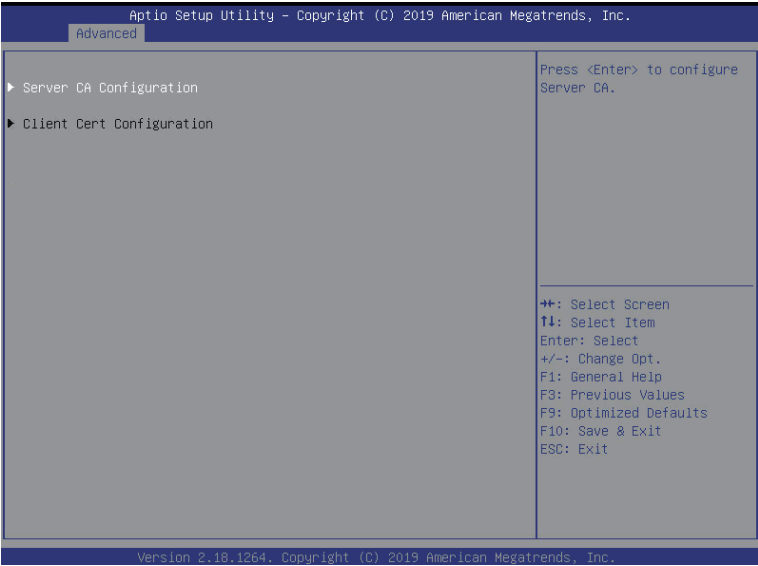 Aptio Setup Utility – Copyright (C) 2019 American Megatrends, Inc.
Advanced
▶ Server CA Configuration
▶ Client Cert Configuration
Press <Enter> to configure
Server CA.
→←: Select Screen
↑↓: Select Item
Enter: Select
+/-: Change Opt.
F1: General Help
F3: Previous Values
F9: Optimized Defaults
F10: Save & Exit
ESC: Exit
Version 2.18.1264. Copyright (C) 2019 American Megatrends, Inc.